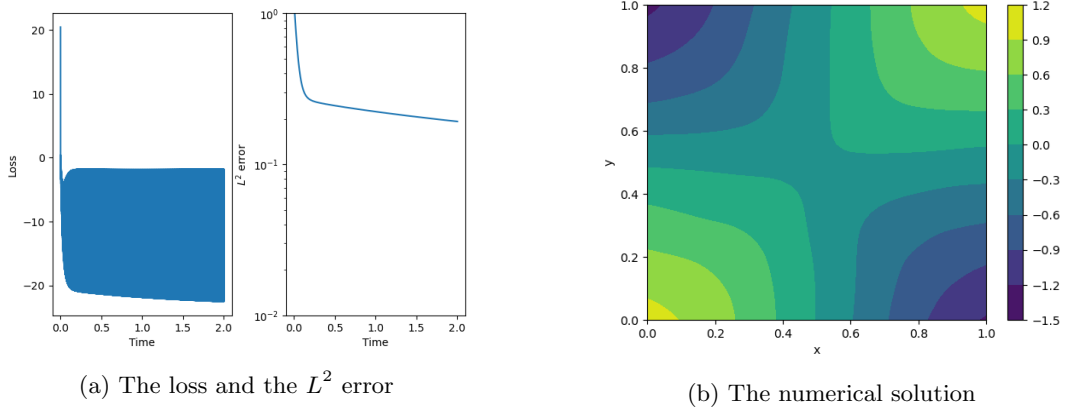 20
10
0
−10
−20
Loss
0.0 0.5 1.0 1.5 2.0
Time
10⁰
10⁻¹
10⁻²
L² error
0.0 0.5 1.0 1.5 2.0
Time
(a) The loss and the L² error
1.0
0.8
0.6
0.4
0.2
0.0
y
0.0 0.2 0.4 0.6 0.8 1.0
x
1.2
0.9
0.6
0.3
0.0
−0.3
−0.6
−0.9
−1.2
−1.5
(b) The numerical solution